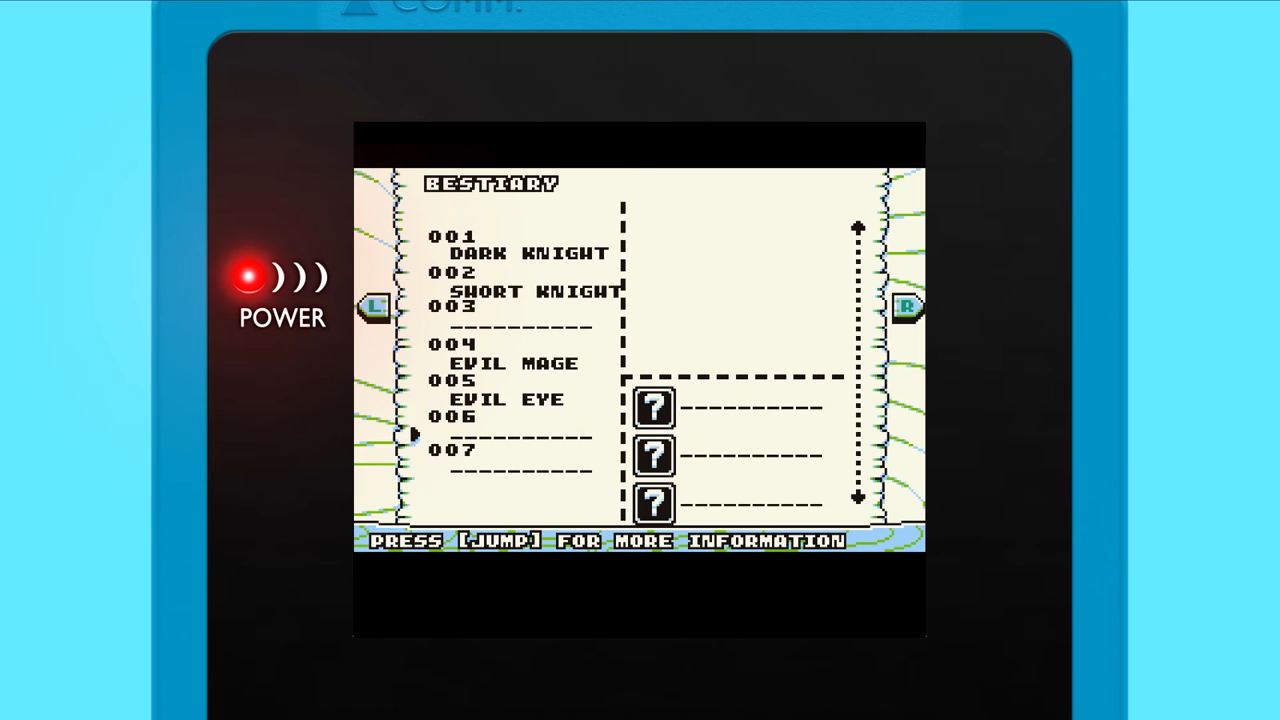 COMM.
POWER
BESTIARY
001
DARK KNIGHT
002
SHORT KNIGHT
003
----------
004
EVIL MAGE
005
EVIL EYE
006
----------
007
----------
? ----------
? ----------
? ----------
L
R
PRESS [JUMP] FOR MORE INFORMATION